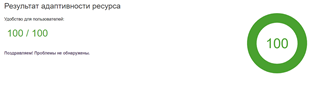 Результат адаптивности ресурса
Удобство для пользователей:
100 / 100
100
Поздравляем! Проблемы не обнаружены.